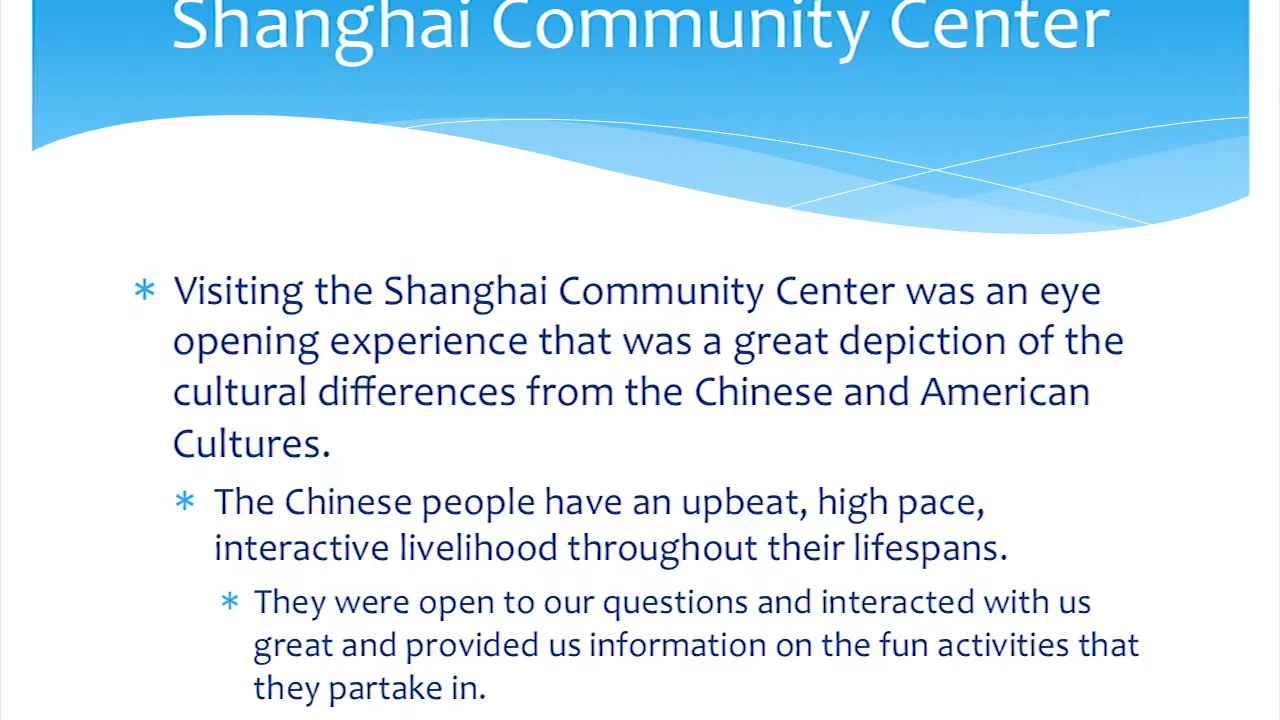 Shanghai Community Center
* Visiting the Shanghai Community Center was an eye
opening experience that was a great depiction of the
cultural differences from the Chinese and American
Cultures.
* The Chinese people have an upbeat, high pace,
interactive livelihood throughout their lifespans.
* They were open to our questions and interacted with us
great and provided us information on the fun activities that
they partake in.